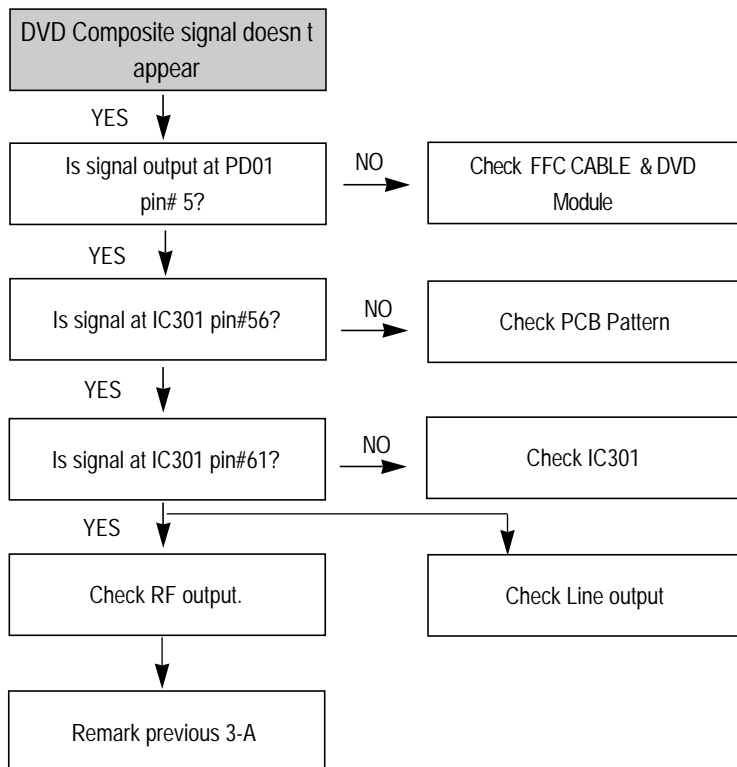 DVD Composite signal doesn t
appear
YES
Is signal output at PD01
pin# 5?
NO
Check FFC CABLE & DVD
Module
YES
Is signal at IC301 pin#56?
NO
Check PCB Pattern
YES
Is signal at IC301 pin#61?
NO
Check IC301
YES
Check RF output.
Check Line output
Remark previous 3-A